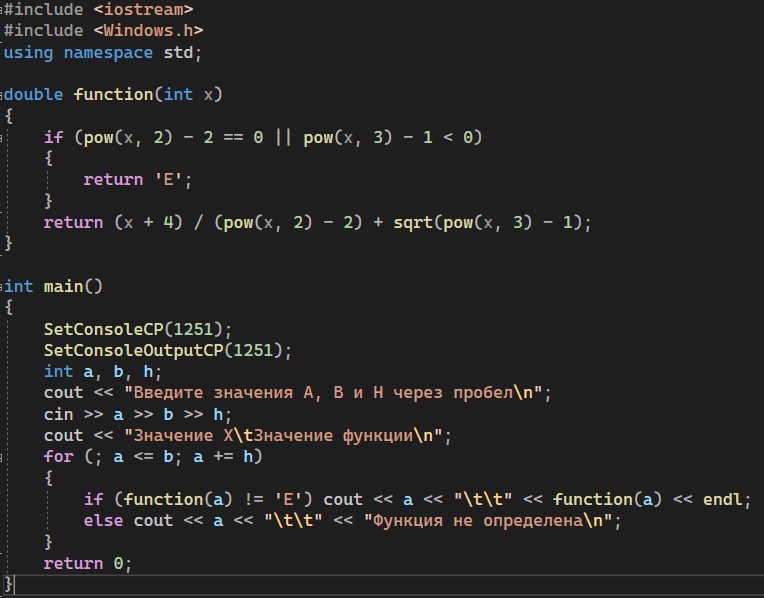 #include <iostream>
#include <Windows.h>
using namespace std;

double function(int x)
{
    if (pow(x, 2) - 2 == 0 || pow(x, 3) - 1 < 0)
    {
        return 'E';
    }
    return (x + 4) / (pow(x, 2) - 2) + sqrt(pow(x, 3) - 1);
}

int main()
{
    SetConsoleCP(1251);
    SetConsoleOutputCP(1251);
    int a, b, h;
    cout << "Введите значения А, В и Н через пробел\n";
    cin >> a >> b >> h;
    cout << "Значение X\tЗначение функции\n";
    for (; a <= b; a += h)
    {
        if (function(a) != 'E') cout << a << "\t\t" << function(a) << endl;
        else cout << a << "\t\t" << "Функция не определена\n";
    }
    return 0;
}